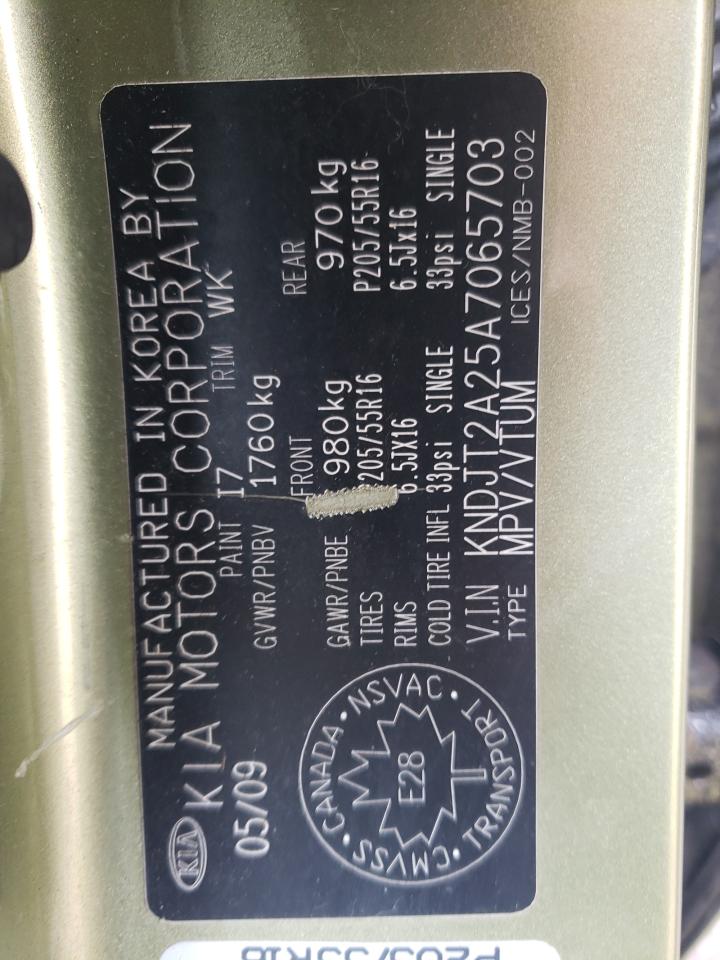 KIA MANUFACTURED IN KOREA BY
KIA MOTORS CORPORATION
05/09 PAINT I7 TRIM WK
GVWR/PNBV 1760kg
FRONT REAR
GAWR/PNBE 980kg 970kg
TIRES 205/55R16 P205/55R16
RIMS 6.5JX16 6.5Jx16
COLD TIRE INFL 33psi SINGLE 33psi SINGLE
V.I.N KNDJT2A25A7065703
TYPE MPV/VTUM ICES/NMB-002
CANADA • NSVAC • TRANSPORT • CMVSS •
E28
P205/55R16